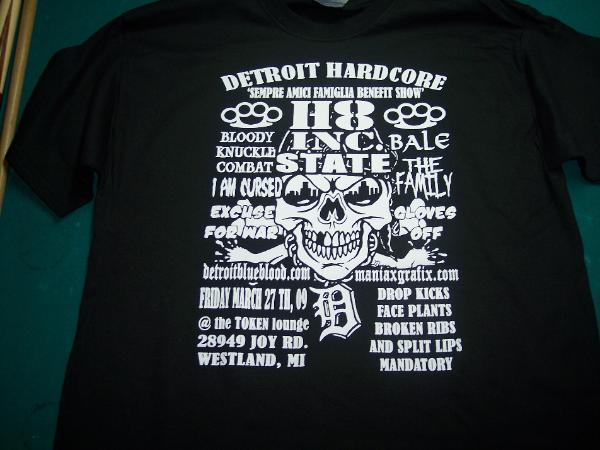 DETROIT HARDCORE
'SEMPRE AMICI FAMIGLIA BENEFIT SHOW'
H8
INC.
STATE
BLOODY
KNUCKLE
COMBAT
BALE
THE
FAMILY
I AM CURSED
EXCUSE
FOR WAR
GLOVES
OFF
detroitblueblood.com
maniaxgrafix.com
FRIDAY MARCH 27 TH, 09
@ the TOKEN lounge
28949 JOY RD.
WESTLAND, MI
D
DROP KICKS
FACE PLANTS
BROKEN RIBS
AND SPLIT LIPS
MANDATORY